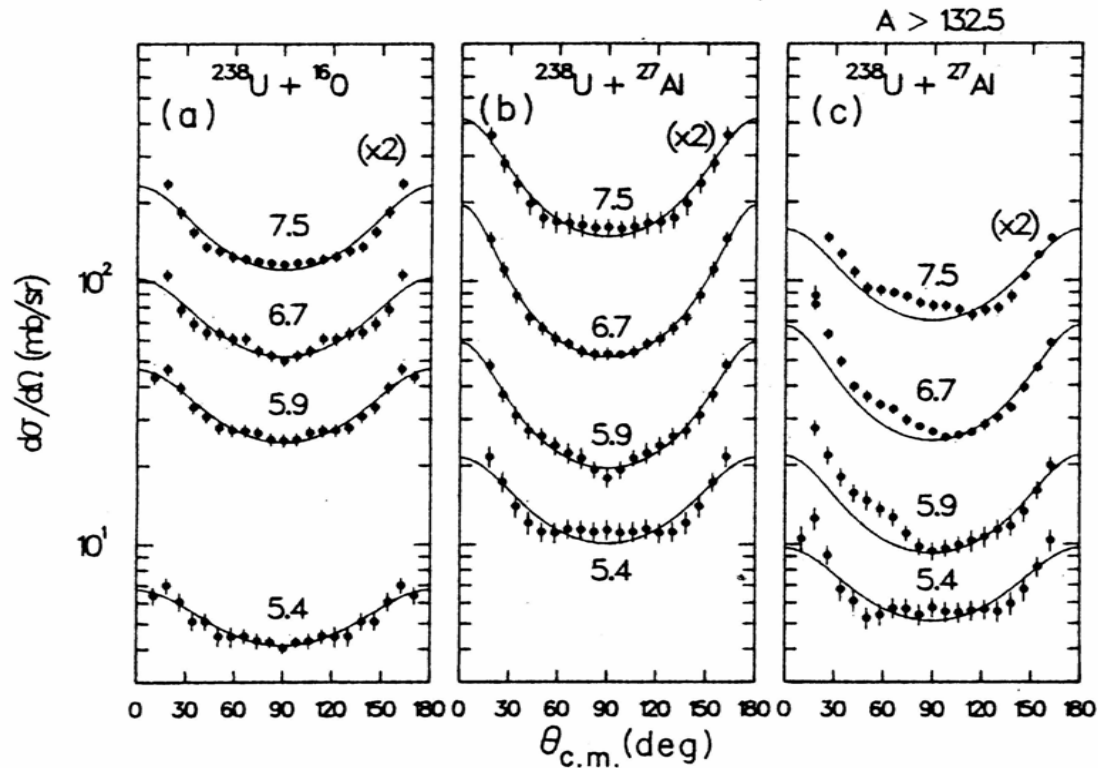 A > 132.5
²³⁸U + ¹⁶O
(a)
(x2)
7.5
6.7
5.9
5.4
²³⁸U + ²⁷Al
(b)
(x2)
7.5
6.7
5.9
5.4
²³⁸U + ²⁷Al
(c)
(x2)
7.5
6.7
5.9
5.4
dσ/dΩ (mb/sr)
10²
10¹
0 30 60 90 120 150 180
0 30 60 90 120 150 180
0 30 60 90 120 150 180
θc.m. (deg)